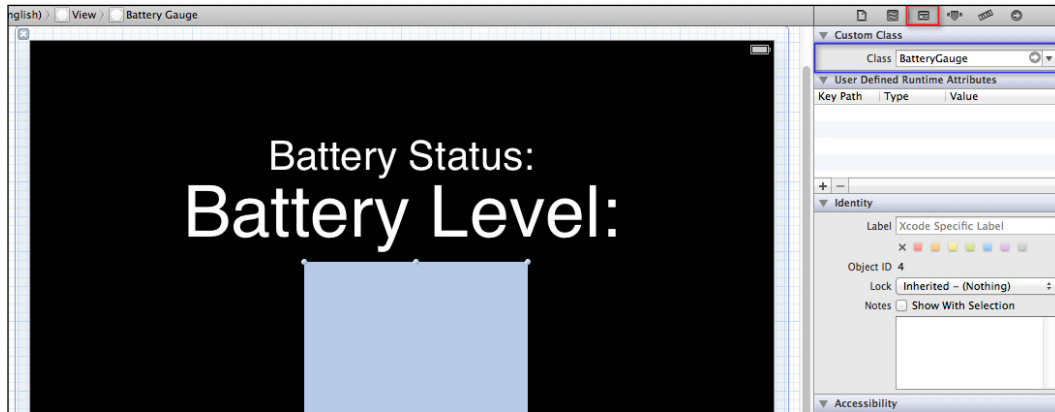 nglish) 〉 View 〉 Battery Gauge
Battery Status:
Battery Level:
Custom Class
Class BatteryGauge
User Defined Runtime Attributes
Key Path Type Value
+ −
Identity
Label Xcode Specific Label
Object ID 4
Lock Inherited – (Nothing)
Notes Show With Selection
Accessibility